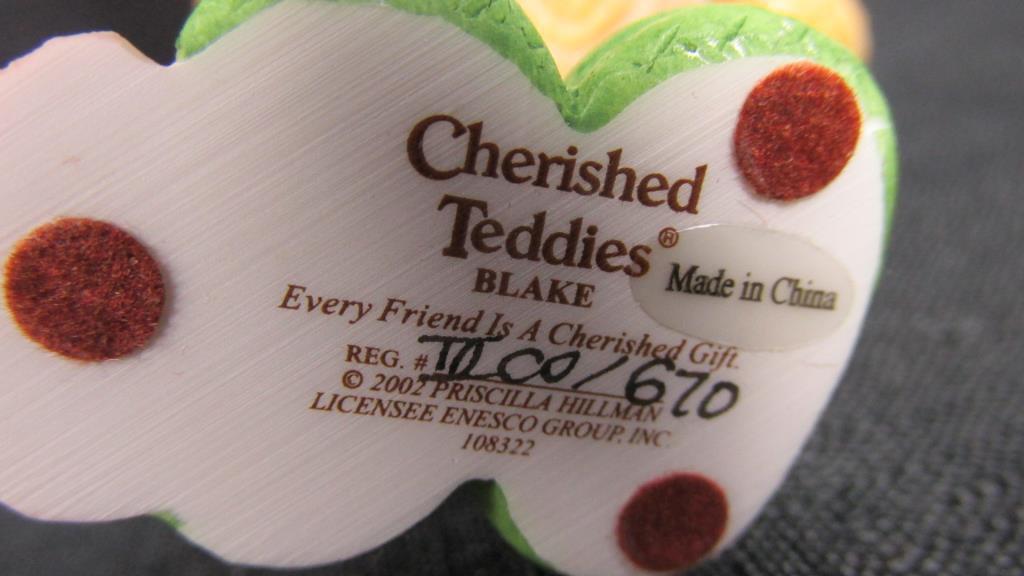 Cherished
Teddies®
Made in China
BLAKE
Every Friend Is A Cherished Gift.
REG. # CO/670
© 2002 PRISCILLA HILLMAN
LICENSEE ENESCO GROUP, INC.
108322